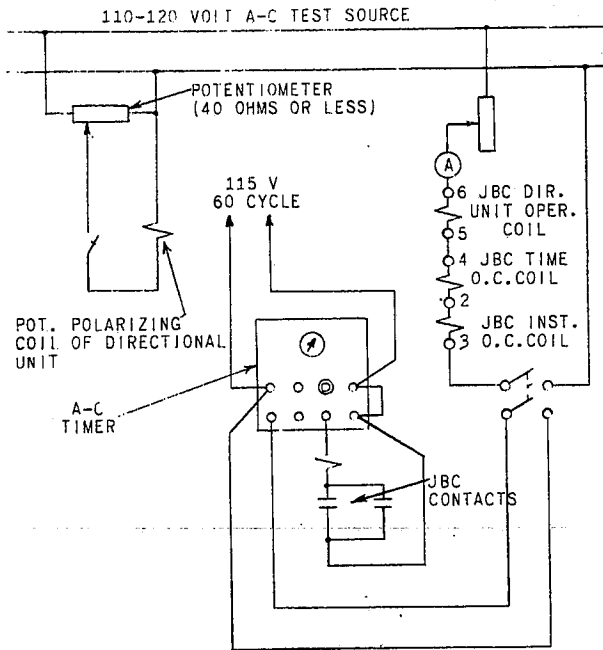 110-120 VOLT A-C TEST SOURCE
POTENTIOMETER
(40 OHMS OR LESS)
A
115 V
60 CYCLE
6 JBC DIR.
UNIT OPER.
5 COIL
4 JBC TIME
O.C.COIL
2
JBC INST.
3 O.C.COIL
POT. POLARIZING
COIL OF DIRECTIONAL
UNIT
A-C
TIMER
JBC
CONTACTS